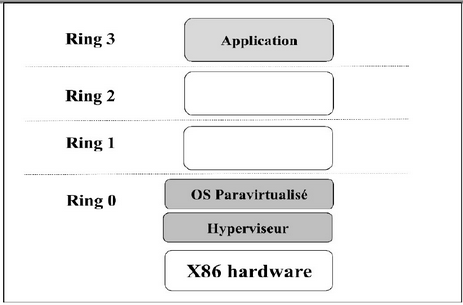 Ring 3
Application
Ring 2
Ring 1
Ring 0
OS Paravirtualisé
Hyperviseur
X86 hardware